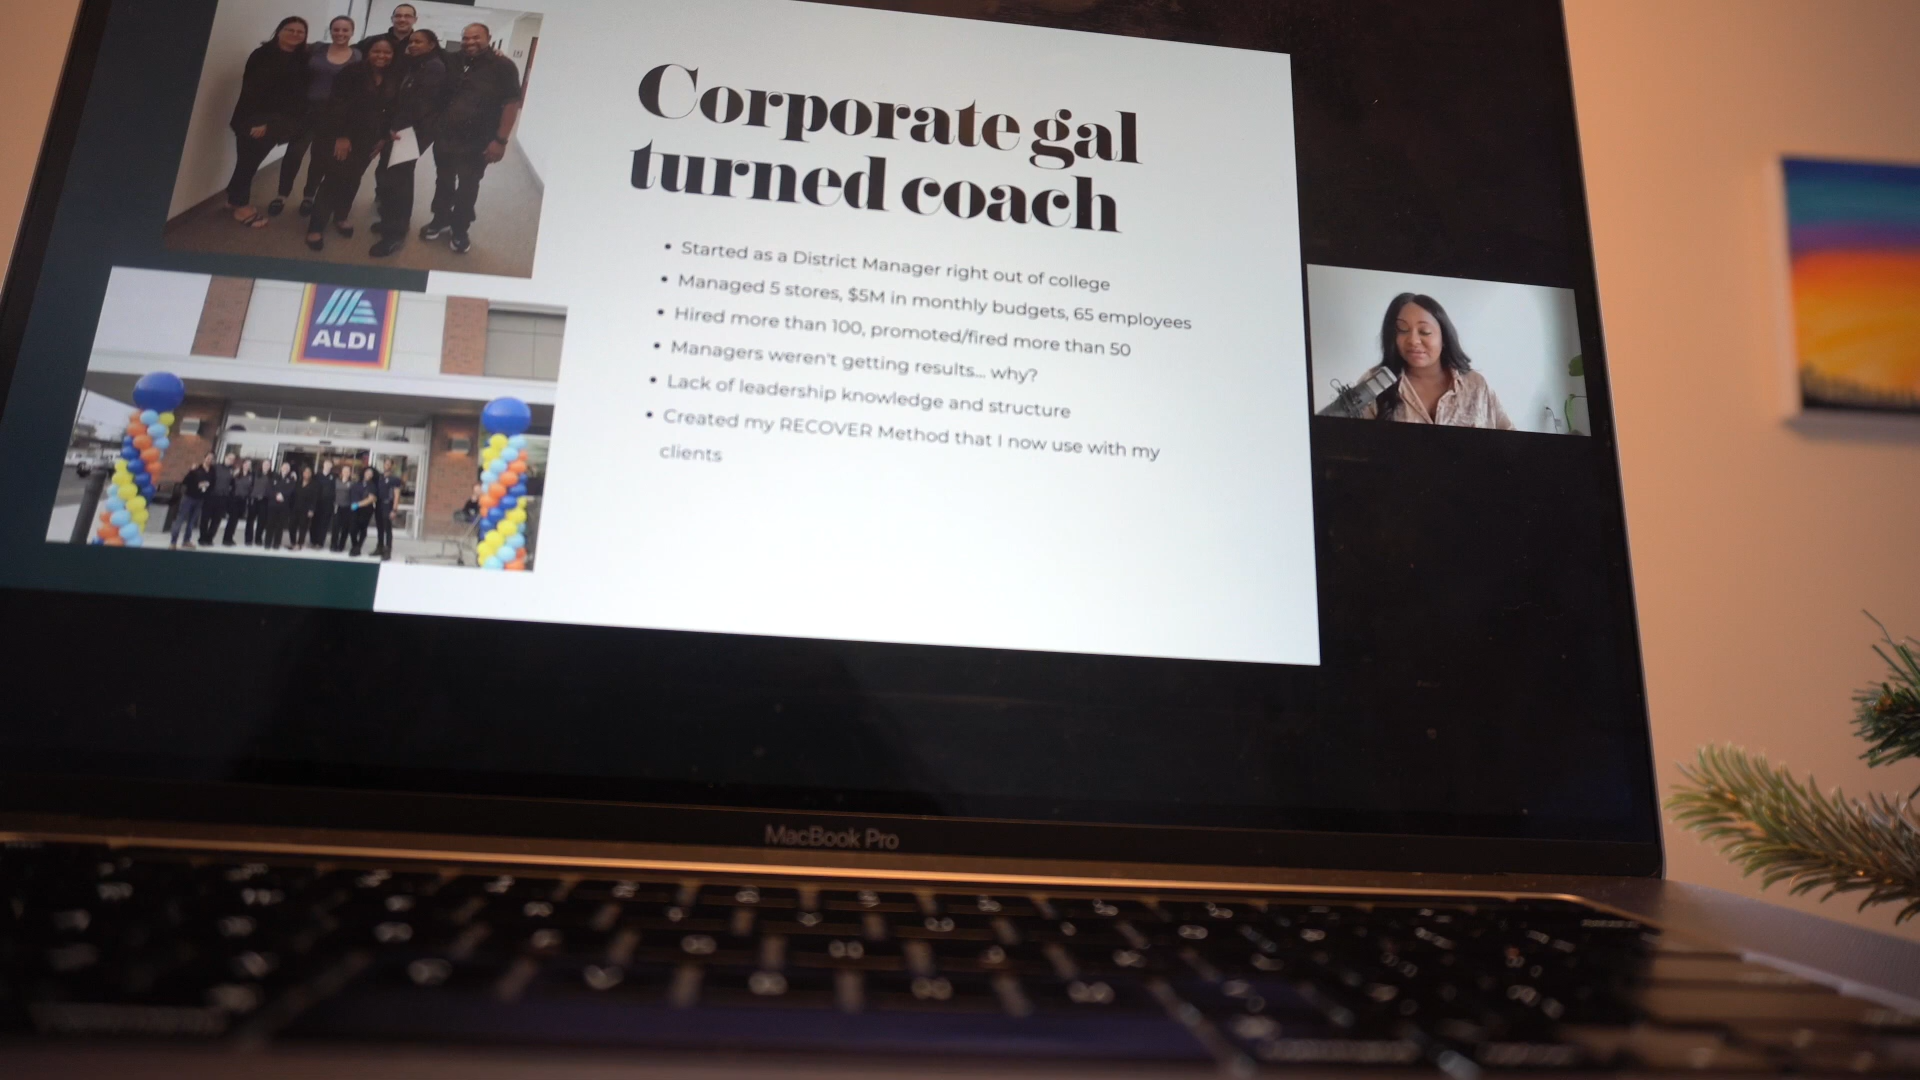 Corporate gal
turned coach
• Started as a District Manager right out of college
• Managed 5 stores, $5M in monthly budgets, 65 employees
• Hired more than 100, promoted/fired more than 50
• Managers weren't getting results... why?
• Lack of leadership knowledge and structure
• Created my RECOVER Method that I now use with my
clients
ALDI
MacBook Pro